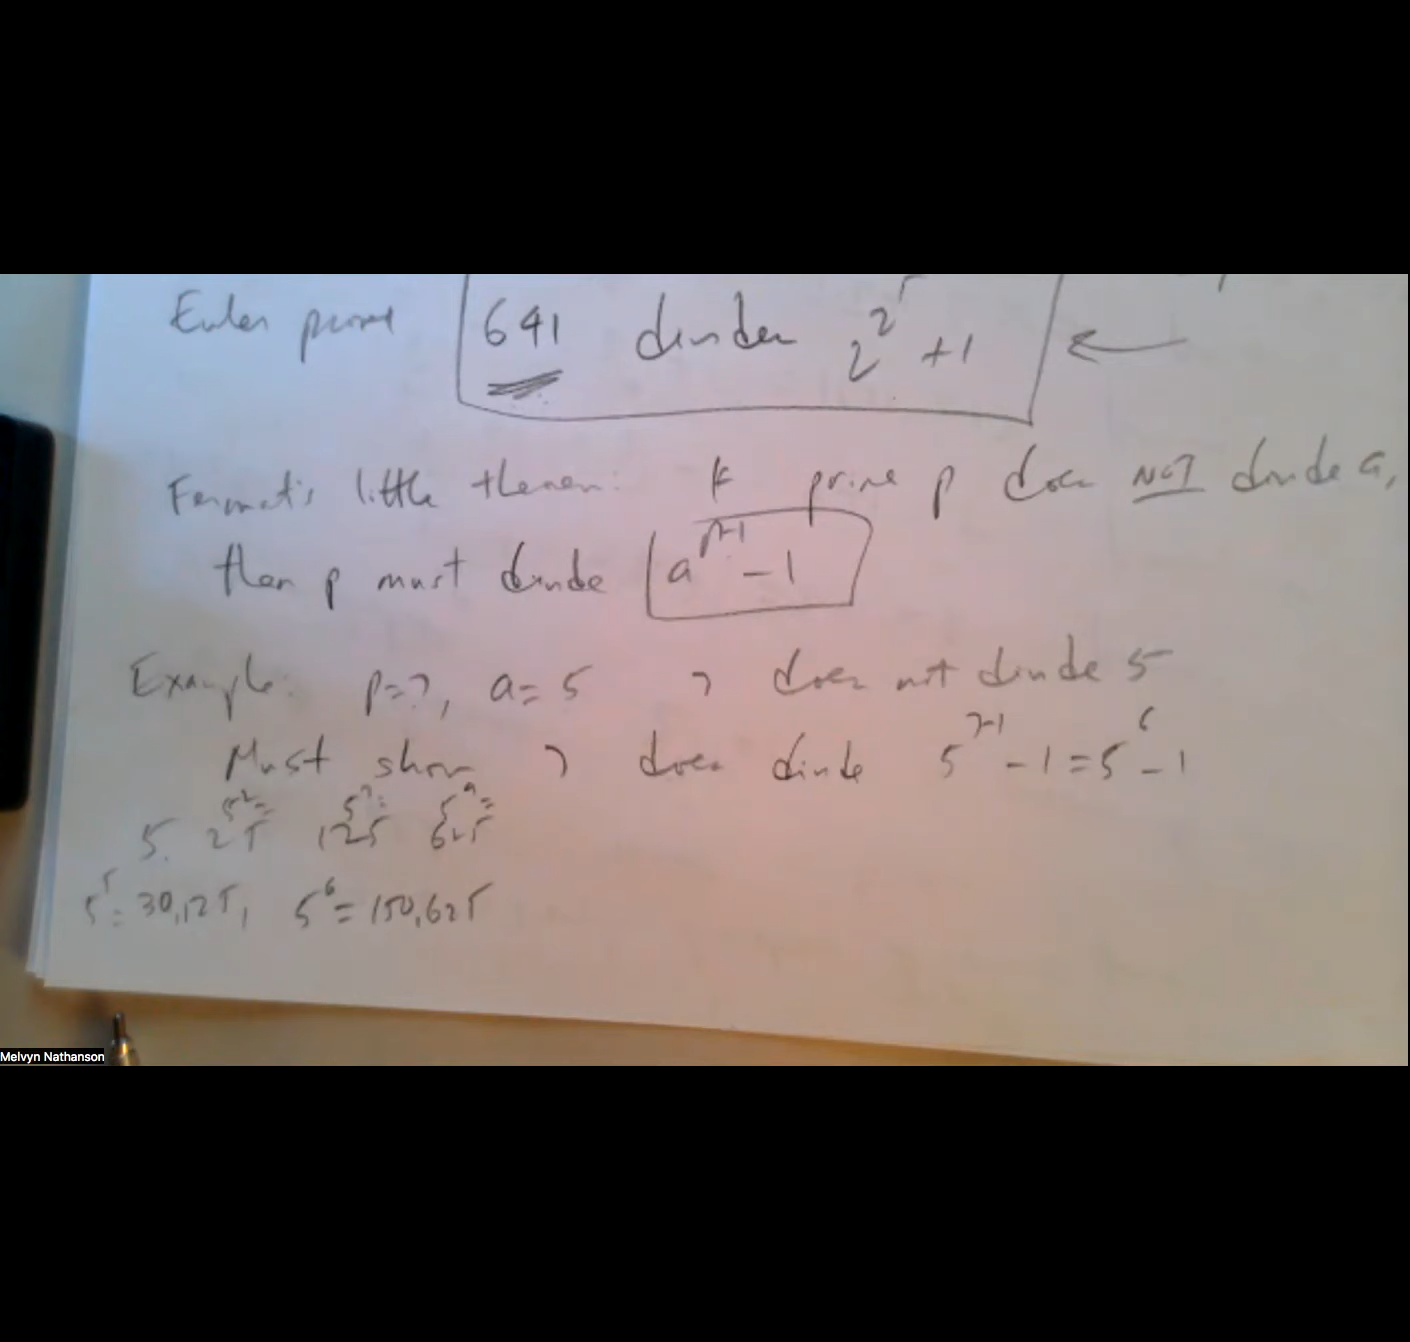 Euler proved 641 divides 2^2^5 + 1
Fermat's little theorem: If prime p does NOT divide a,
then p must divide a^p-1 - 1
Example: p=7, a=5 7 does not divide 5
Must show 7 does divide 5^7-1 - 1 = 5^6 - 1
5^2= 5^3= 5^4=
5. 25 125 625
5^5= 30,125, 5^6 = 150,625
Melvyn Nathanson